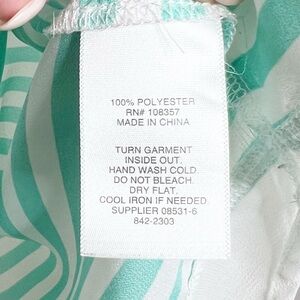 100% POLYESTER
RN# 108357
MADE IN CHINA
TURN GARMENT
INSIDE OUT.
HAND WASH COLD.
DO NOT BLEACH.
DRY FLAT.
COOL IRON IF NEEDED.
SUPPLIER 08531-6
842-2303